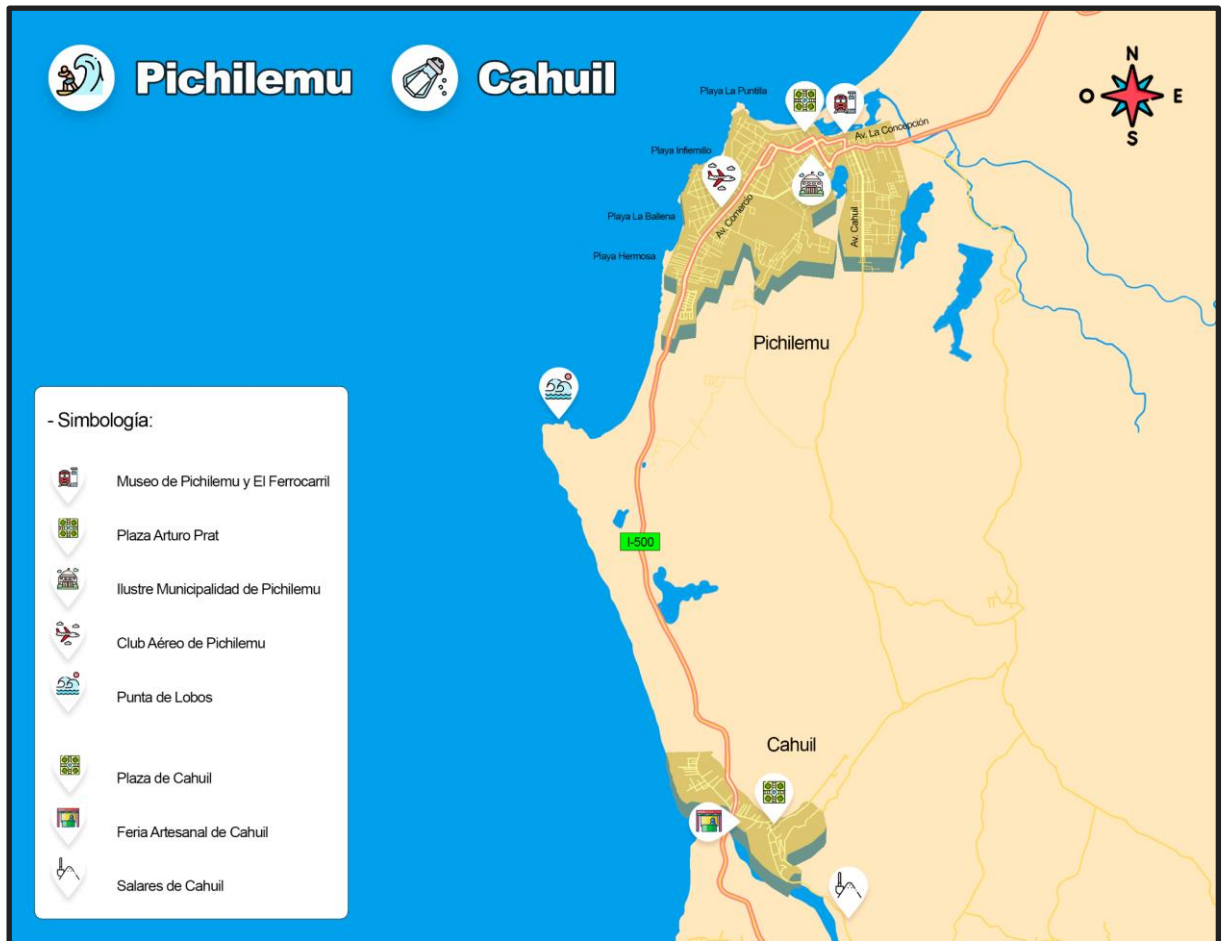 Pichilemu
Cahuil
N
O
E
S
Playa La Puntilla
Av. La Concepción
Playa Infiernillo
Playa La Ballena
Av. Comercio
Av. Cahuil
Playa Hermosa
Pichilemu
I-500
Cahuil
- Simbología:
Museo de Pichilemu y El Ferrocarril
Plaza Arturo Prat
Ilustre Municipalidad de Pichilemu
Club Aéreo de Pichilemu
Punta de Lobos
Plaza de Cahuil
Feria Artesanal de Cahuil
Salares de Cahuil